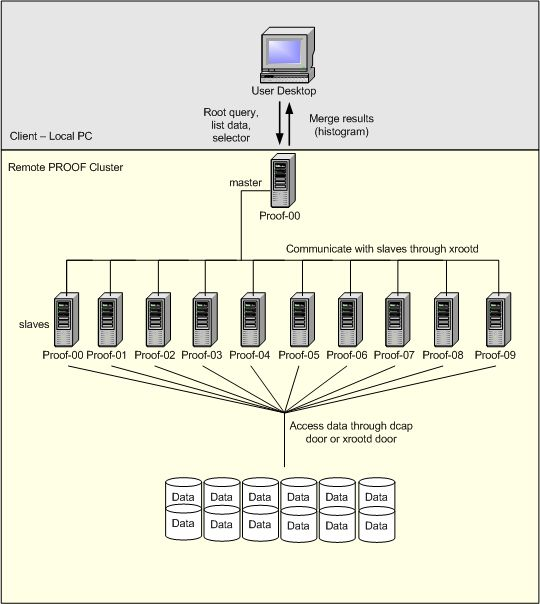 User Desktop
Root query,
list data,
selector
Merge results
(histogram)
Client – Local PC
Remote PROOF Cluster
master
Proof-00
Communicate with slaves through xrootd
slaves
Proof-00 Proof-01 Proof-02 Proof-03 Proof-04 Proof-05 Proof-06 Proof-07 Proof-08 Proof-09
Access data through dcap
door or xrootd door
Data Data Data Data Data Data
Data Data Data Data Data Data